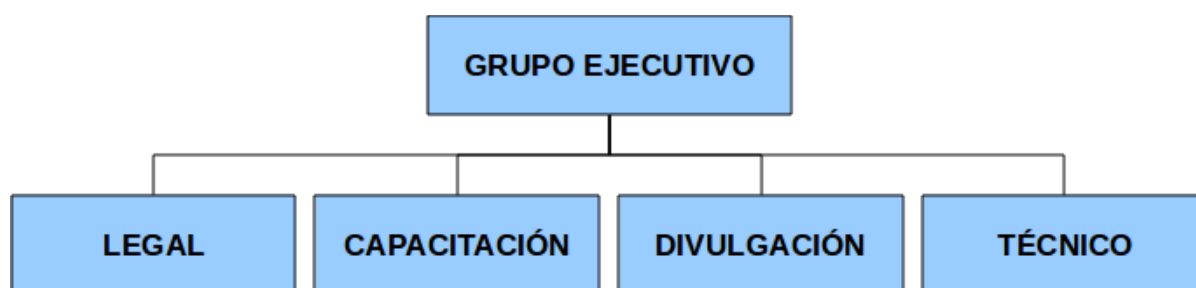 GRUPO EJECUTIVO
LEGAL
CAPACITACIÓN
DIVULGACIÓN
TÉCNICO